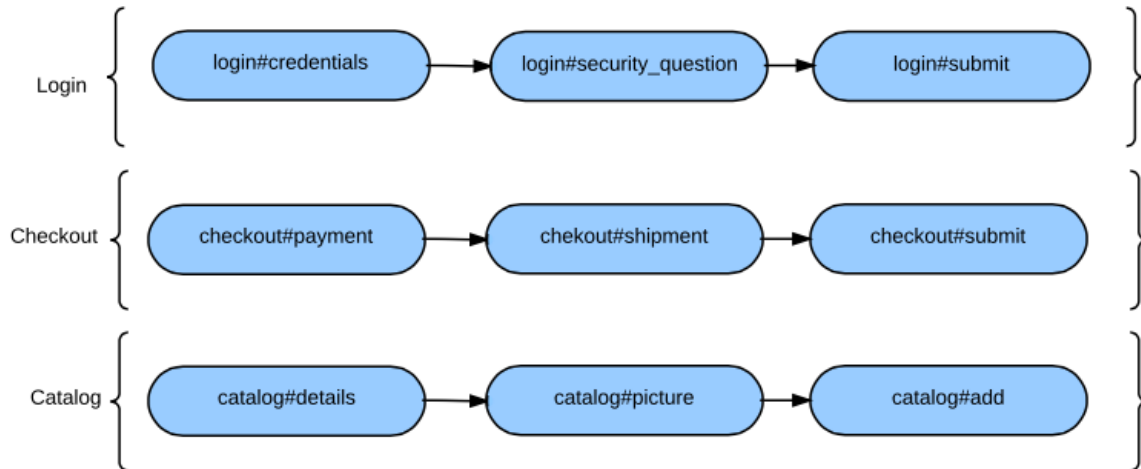 login#credentials
login#security_question
login#submit
Login
Checkout
checkout#payment
chekout#shipment
checkout#submit
Catalog
catalog#details
catalog#picture
catalog#add